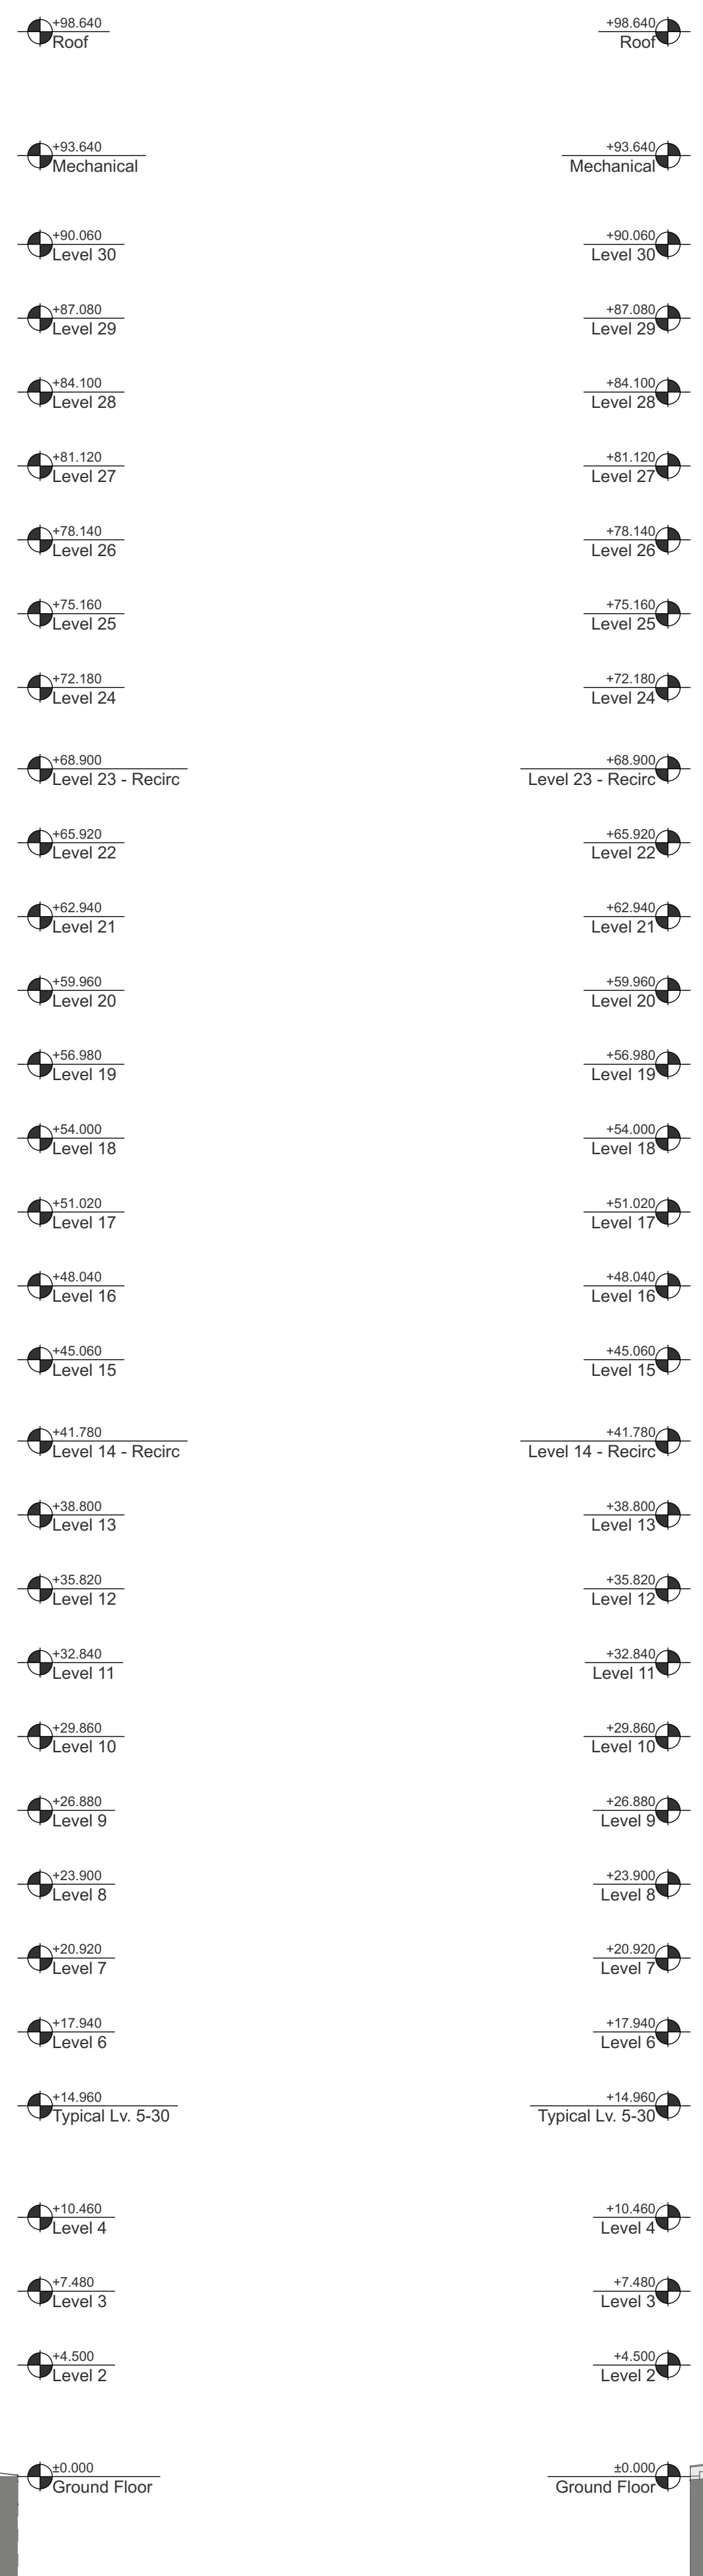 +98.640 +98.640
Roof Roof
+93.640 +93.640
Mechanical Mechanical
+90.060 +90.060
Level 30 Level 30
+87.080 +87.080
Level 29 Level 29
+84.100 +84.100
Level 28 Level 28
+81.120 +81.120
Level 27 Level 27
+78.140 +78.140
Level 26 Level 26
+75.160 +75.160
Level 25 Level 25
+72.180 +72.180
Level 24 Level 24
+68.900 +68.900
Level 23 - Recirc Level 23 - Recirc
+65.920 +65.920
Level 22 Level 22
+62.940 +62.940
Level 21 Level 21
+59.960 +59.960
Level 20 Level 20
+56.980 +56.980
Level 19 Level 19
+54.000 +54.000
Level 18 Level 18
+51.020 +51.020
Level 17 Level 17
+48.040 +48.040
Level 16 Level 16
+45.060 +45.060
Level 15 Level 15
+41.780 +41.780
Level 14 - Recirc Level 14 - Recirc
+38.800 +38.800
Level 13 Level 13
+35.820 +35.820
Level 12 Level 12
+32.840 +32.840
Level 11 Level 11
+29.860 +29.860
Level 10 Level 10
+26.880 +26.880
Level 9 Level 9
+23.900 +23.900
Level 8 Level 8
+20.920 +20.920
Level 7 Level 7
+17.940 +17.940
Level 6 Level 6
+14.960 +14.960
Typical Lv. 5-30 Typical Lv. 5-30
+10.460 +10.460
Level 4 Level 4
+7.480 +7.480
Level 3 Level 3
+4.500 +4.500
Level 2 Level 2
±0.000 ±0.000
Ground Floor Ground Floor